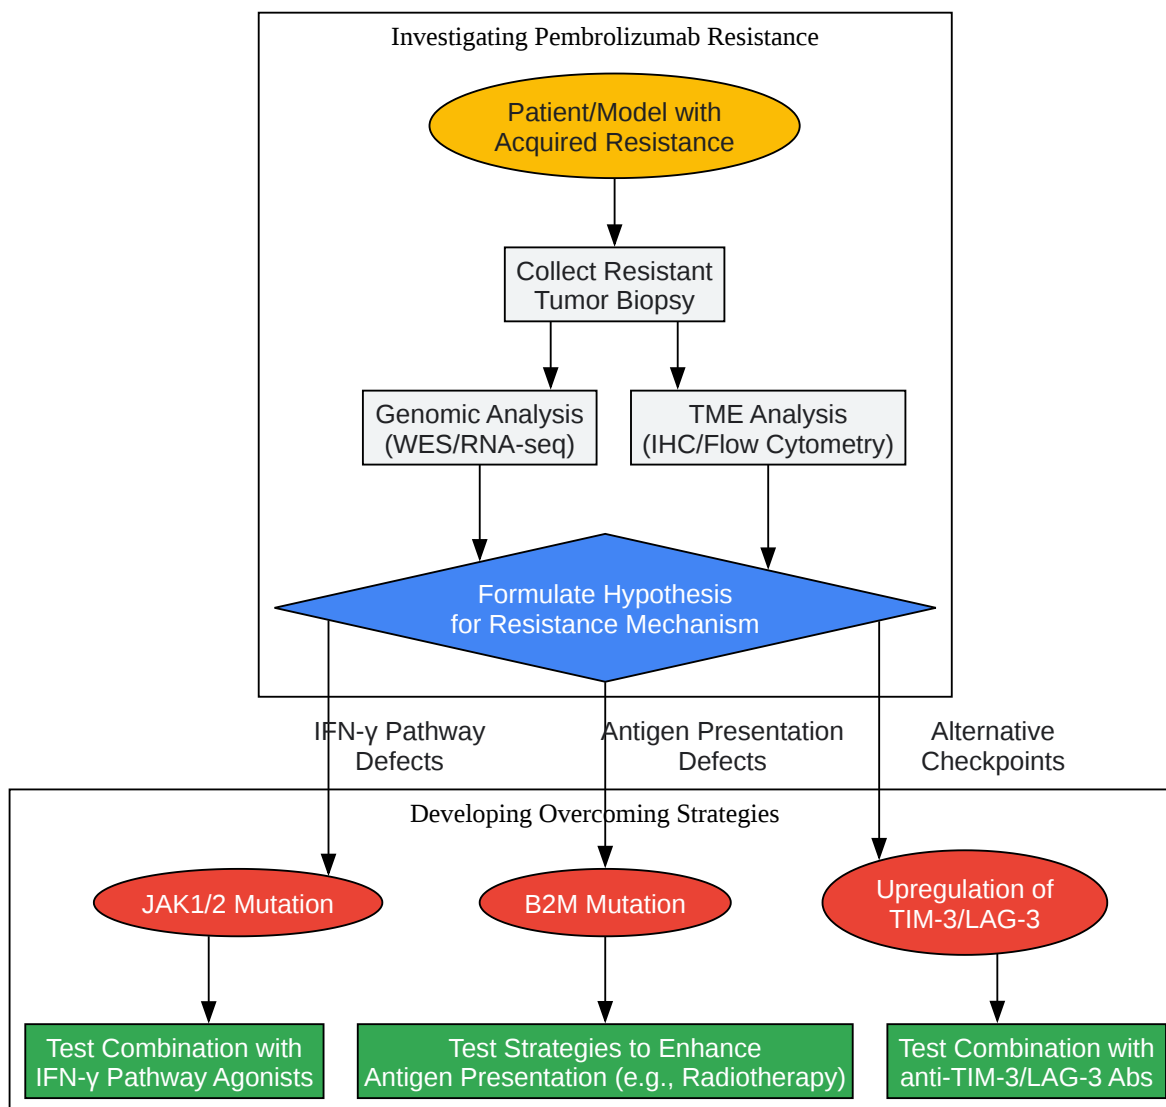 Investigating Pembrolizumab Resistance
Patient/Model with
Acquired Resistance
Collect Resistant
Tumor Biopsy
Genomic Analysis
(WES/RNA-seq)
TME Analysis
(IHC/Flow Cytometry)
Formulate Hypothesis
for Resistance Mechanism
IFN-γ Pathway
Defects
Antigen Presentation
Defects
Alternative
Checkpoints
Developing Overcoming Strategies
JAK1/2 Mutation
B2M Mutation
Upregulation of
TIM-3/LAG-3
Test Combination with
IFN-γ Pathway Agonists
Test Strategies to Enhance
Antigen Presentation (e.g., Radiotherapy)
Test Combination with
anti-TIM-3/LAG-3 Abs